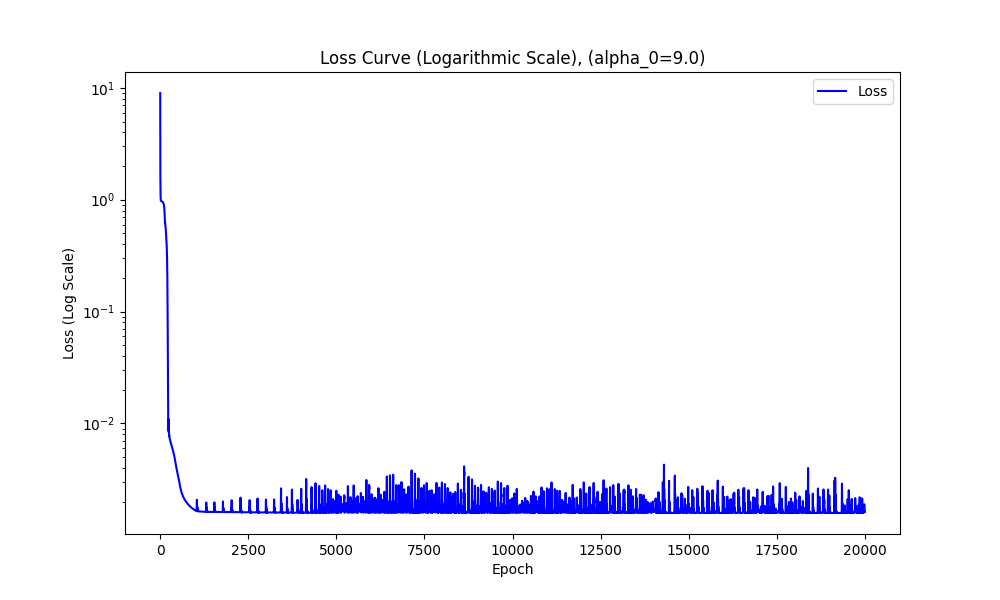 Loss Curve (Logarithmic Scale), (alpha_0=9.0)
Loss
10¹
10⁰
10⁻¹
10⁻²
Loss (Log Scale)
0 2500 5000 7500 10000 12500 15000 17500 20000
Epoch